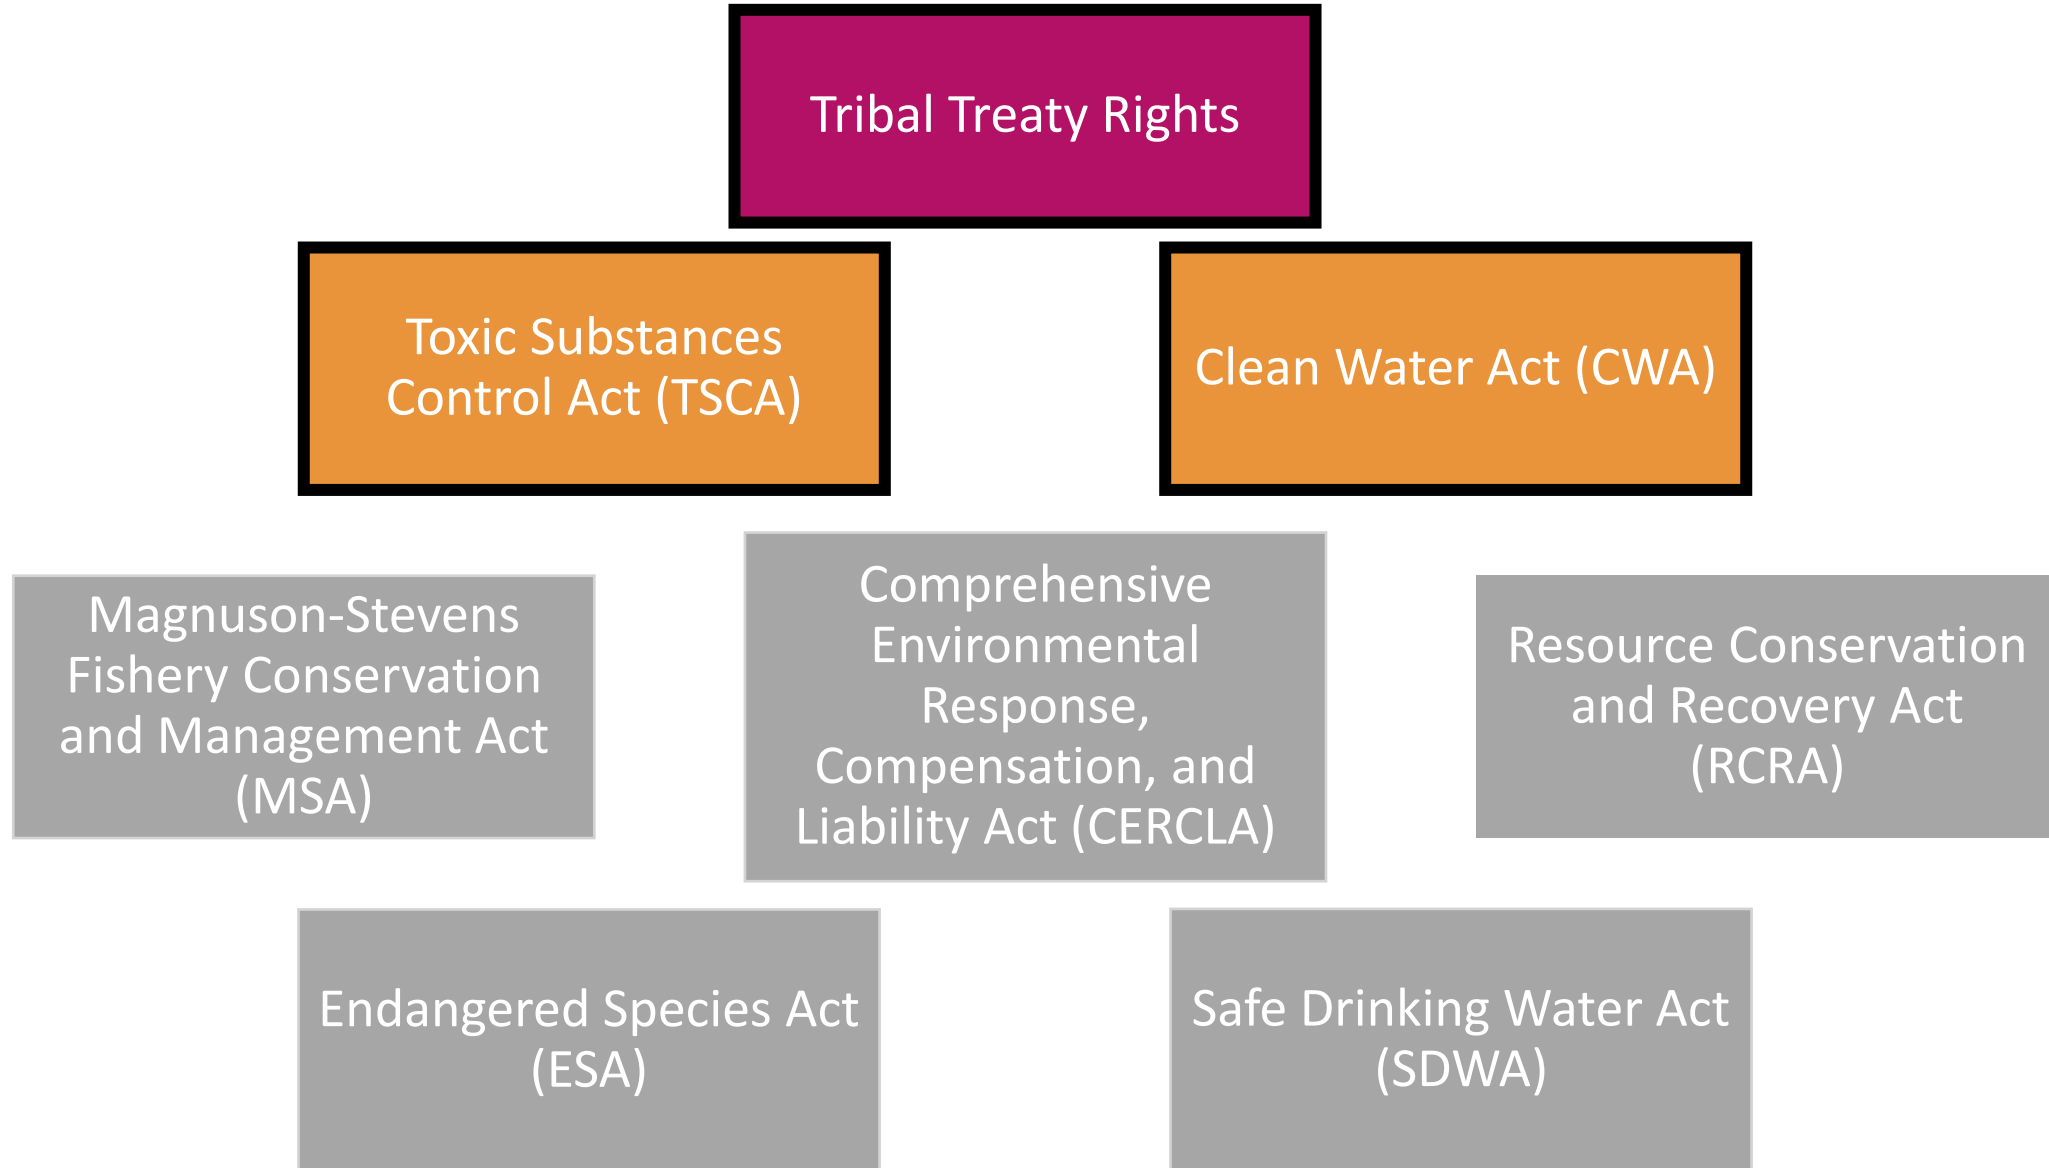 Tribal Treaty Rights
Toxic Substances
Control Act (TSCA)
Clean Water Act (CWA)
Magnuson-Stevens
Fishery Conservation
and Management Act
(MSA)
Comprehensive
Environmental
Response,
Compensation, and
Liability Act (CERCLA)
Resource Conservation
and Recovery Act
(RCRA)
Endangered Species Act
(ESA)
Safe Drinking Water Act
(SDWA)